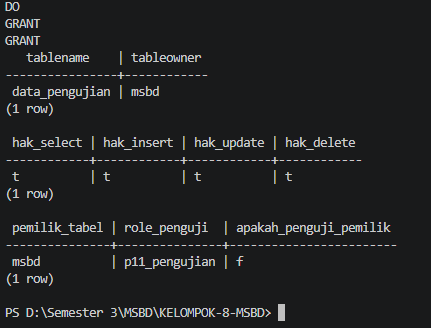 DO
GRANT
GRANT
   tablename    | tableowner
----------------+------------
 data_pengujian | msbd
(1 row)

 hak_select | hak_insert | hak_update | hak_delete
------------+------------+------------+------------
 t          | t          | t          | t
(1 row)

 pemilik_tabel | role_penguji  | apakah_penguji_pemilik
---------------+---------------+------------------------
 msbd          | p11_pengujian | f
(1 row)

PS D:\Semester 3\MSBD\KELOMPOK-8-MSBD>